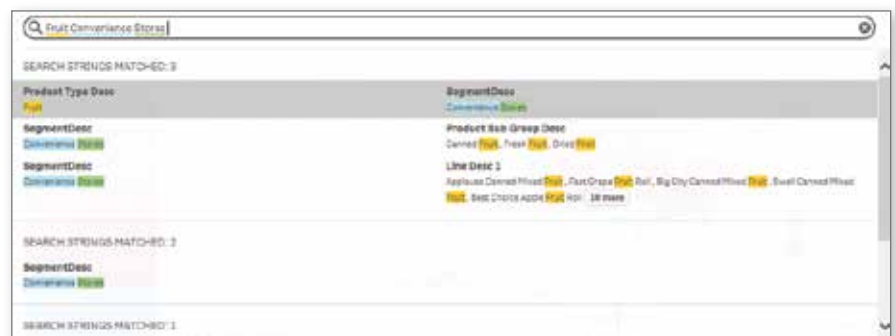 Fruit Convenience Stores
SEARCH STRINGS MATCHED: 3
Product Type Desc
Fruit
SegmentDesc
Convenience Stores
SegmentDesc
Convenience Stores
Product Sub Group Desc
Canned Fruit, Fresh Fruit, Dried Fruit
SegmentDesc
Convenience Stores
Line Desc 1
Applause Canned Mixed Fruit, Fast Grape Fruit Roll, Big City Canned Mixed Fruit, Swell Canned Mixed
Fruit, Best Choice Apple Fruit Roll 10 more
SEARCH STRINGS MATCHED: 2
SegmentDesc
Convenience Stores
SEARCH STRINGS MATCHED: 1